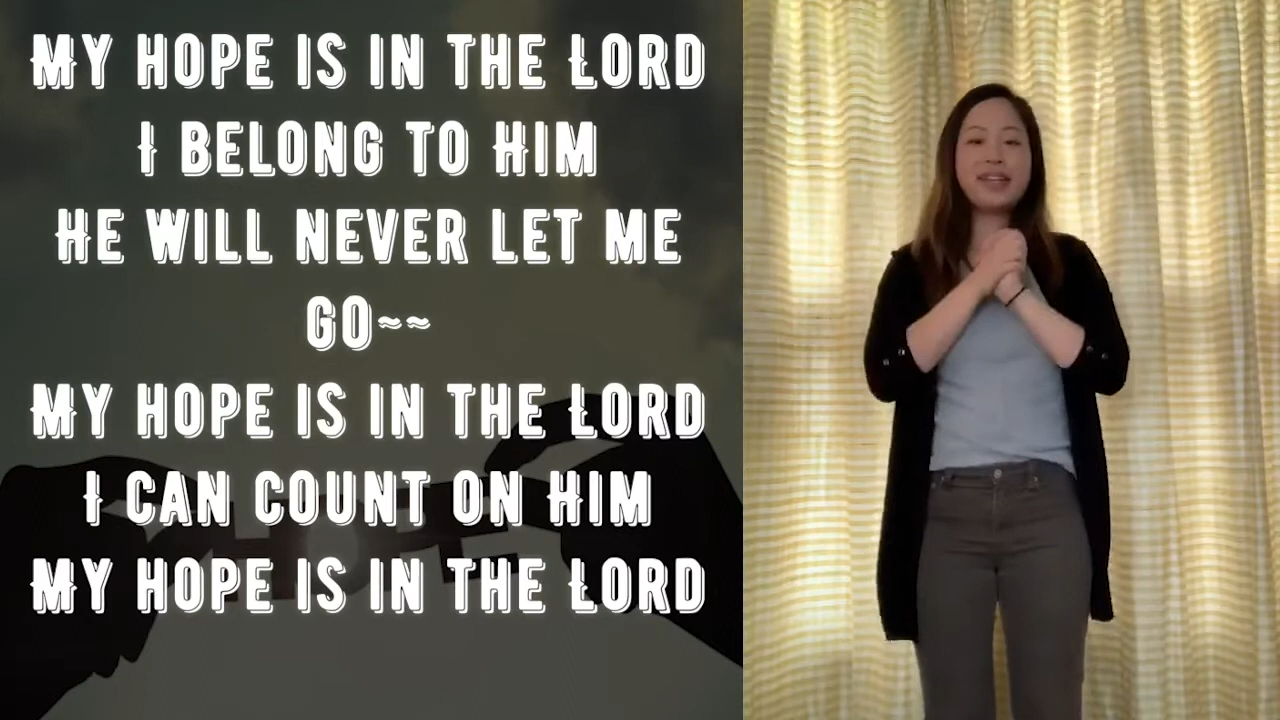 MY HOPE IS IN THE LORD
I BELONG TO HIM
HE WILL NEVER LET ME
GO~~
MY HOPE IS IN THE LORD
I CAN COUNT ON HIM
MY HOPE IS IN THE LORD
HOPE